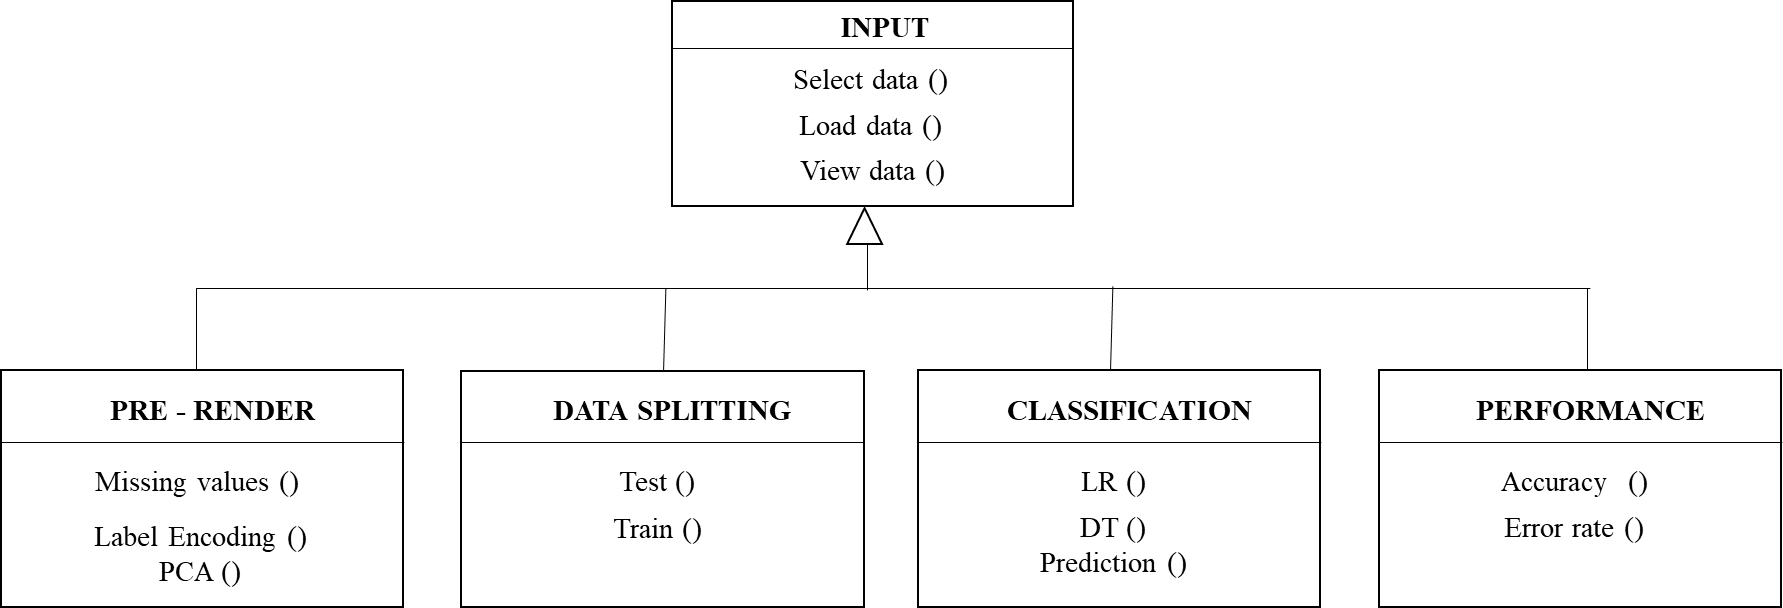 INPUT
Select data ()
Load data ()
View data ()
PRE - RENDER
Missing values ()
Label Encoding ()
PCA ()
DATA SPLITTING
Test ()
Train ()
CLASSIFICATION
LR ()
DT ()
Prediction ()
PERFORMANCE
Accuracy ()
Error rate ()